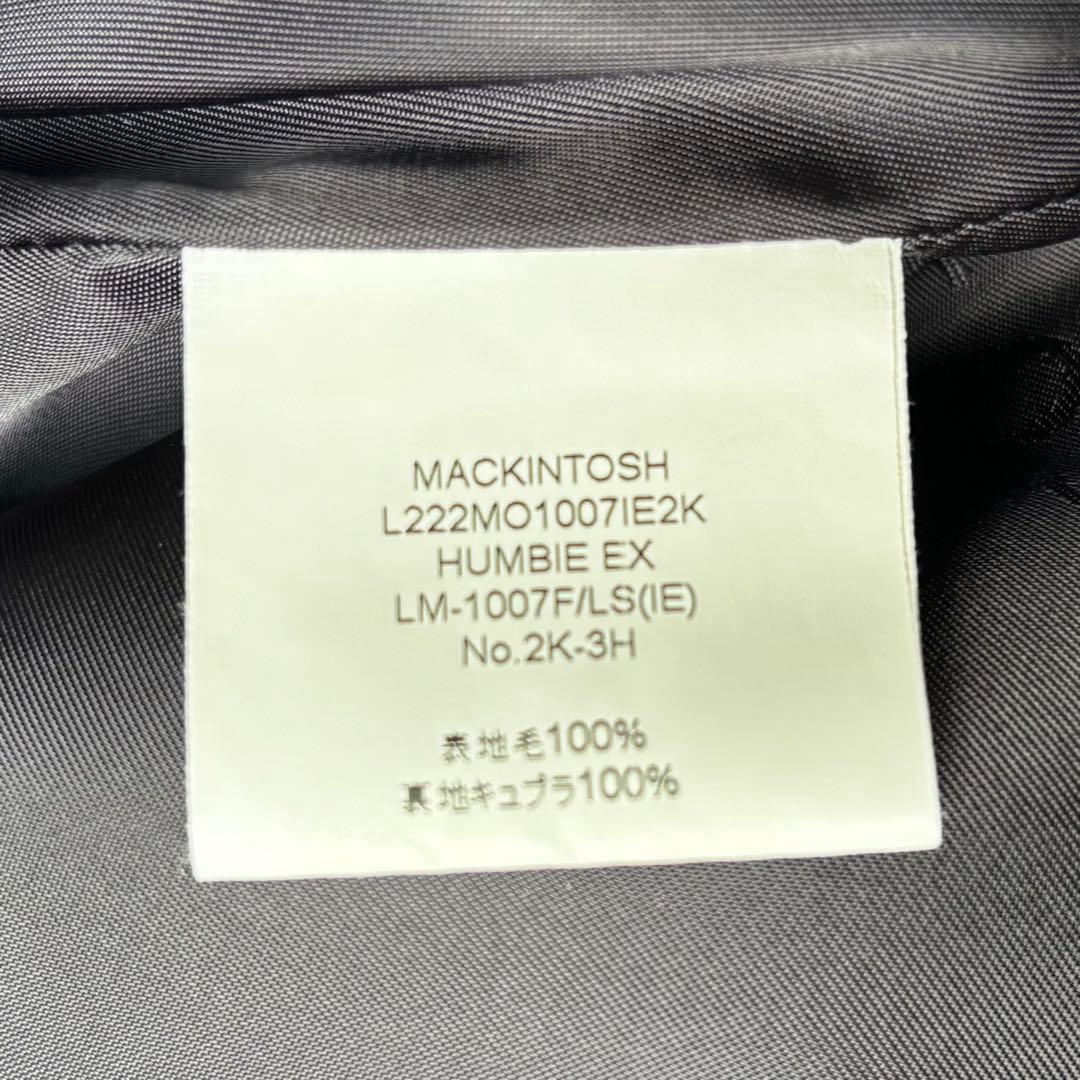 MACKINTOSH
L222MO1007IE2K
HUMBIE EX
LM-1007F/LS(IE)
No.2K-3H
表地毛100%
裏地キュプラ100%